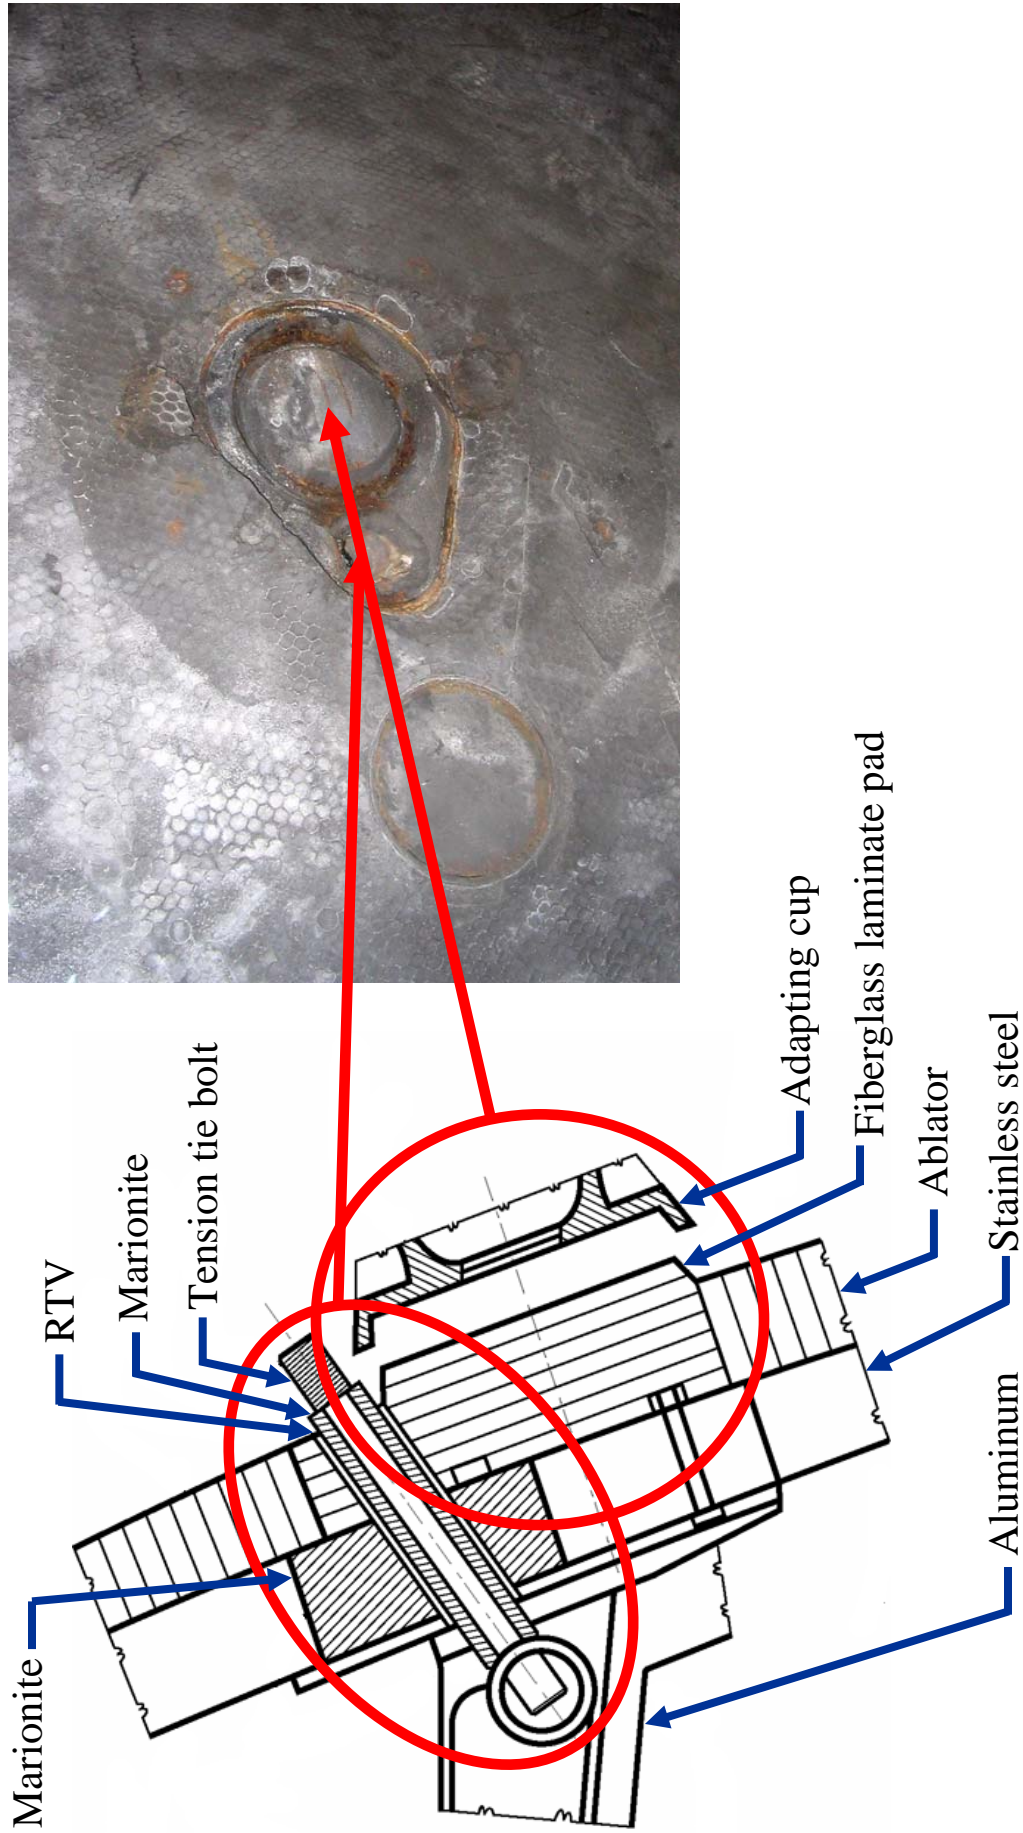 Marionite
RTV
Marionite
Tension tie bolt
Adapting cup
Fiberglass laminate pad
Ablator
Stainless steel
Aluminum